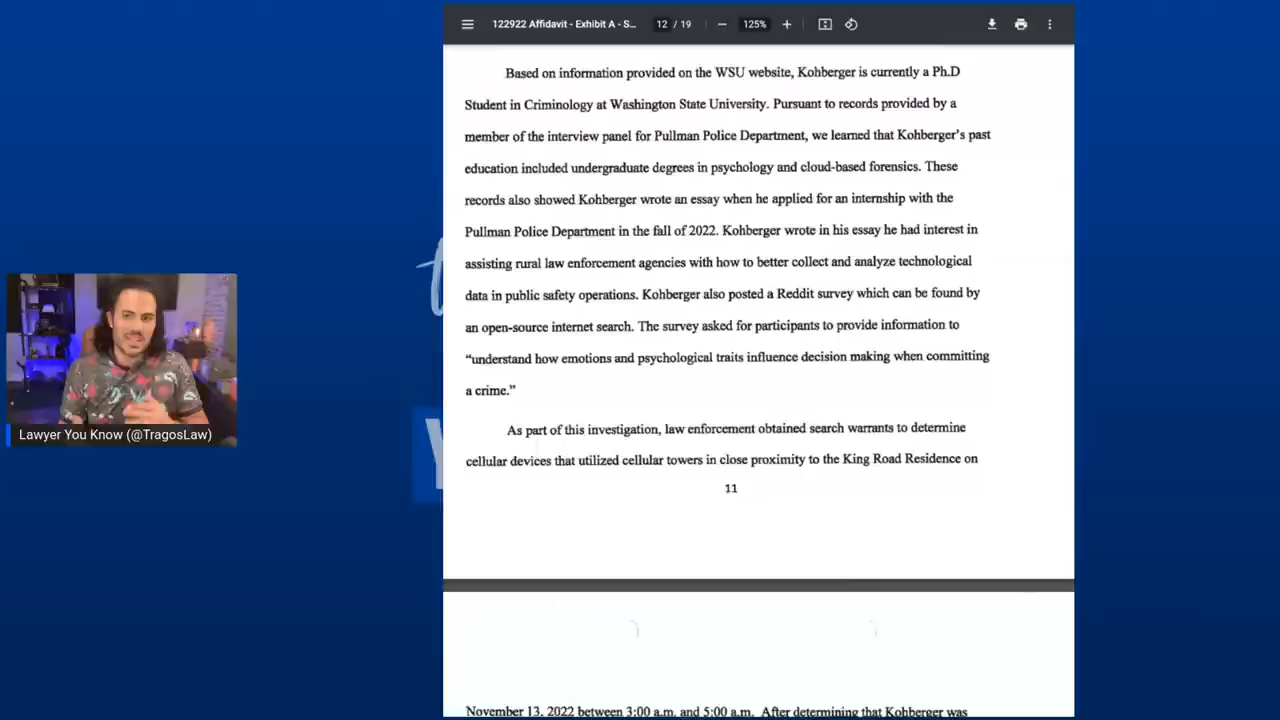 122922 Affidavit - Exhibit A - S...
12 / 19
125%
Based on information provided on the WSU website, Kohberger is currently a Ph.D
Student in Criminology at Washington State University. Pursuant to records provided by a
member of the interview panel for Pullman Police Department, we learned that Kohberger's past
education included undergraduate degrees in psychology and cloud-based forensics. These
records also showed Kohberger wrote an essay when he applied for an internship with the
Pullman Police Department in the fall of 2022. Kohberger wrote in his essay he had interest in
assisting rural law enforcement agencies with how to better collect and analyze technological
data in public safety operations. Kohberger also posted a Reddit survey which can be found by
an open-source internet search. The survey asked for participants to provide information to
“understand how emotions and psychological traits influence decision making when committing
a crime.”
As part of this investigation, law enforcement obtained search warrants to determine
cellular devices that utilized cellular towers in close proximity to the King Road Residence on
11
November 13, 2022 between 3:00 a.m. and 5:00 a.m. After determining that Kohberger was
Lawyer You Know (@TragosLaw)
Y